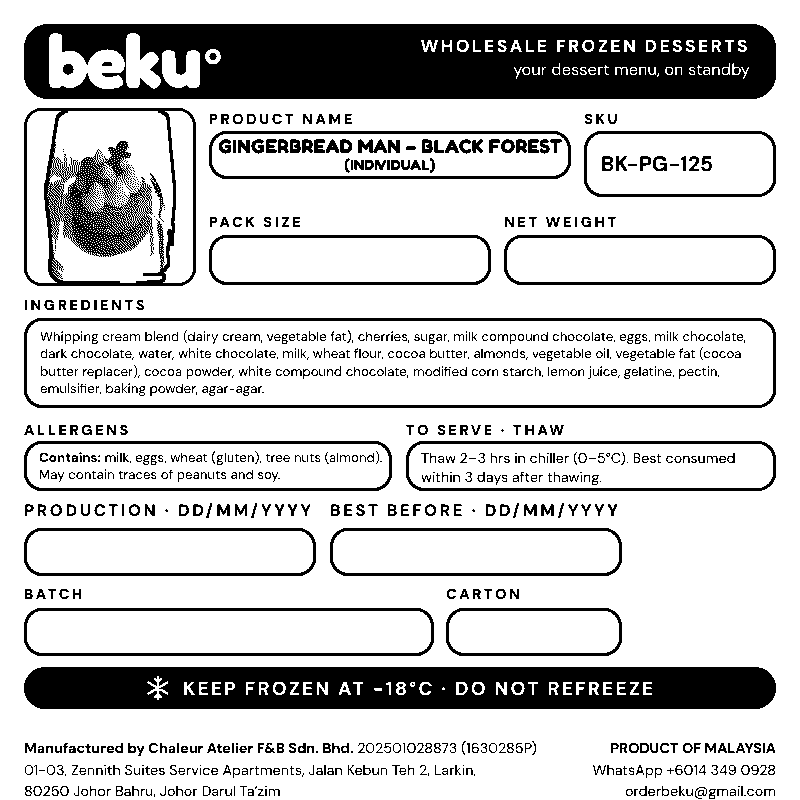 beku°
WHOLESALE FROZEN DESSERTS
your dessert menu, on standby
PRODUCT NAME
GINGERBREAD MAN – BLACK FOREST
(INDIVIDUAL)
SKU
BK-PG-125
PACK SIZE
NET WEIGHT
INGREDIENTS
Whipping cream blend (dairy cream, vegetable fat), cherries, sugar, milk compound chocolate, eggs, milk chocolate,
dark chocolate, water, white chocolate, milk, wheat flour, cocoa butter, almonds, vegetable oil, vegetable fat (cocoa
butter replacer), cocoa powder, white compound chocolate, modified corn starch, lemon juice, gelatine, pectin,
emulsifier, baking powder, agar-agar.
ALLERGENS
Contains: milk, eggs, wheat (gluten), tree nuts (almond).
May contain traces of peanuts and soy.
TO SERVE · THAW
Thaw 2–3 hrs in chiller (0–5°C). Best consumed
within 3 days after thawing.
PRODUCTION · DD/MM/YYYY
BEST BEFORE · DD/MM/YYYY
BATCH
CARTON
KEEP FROZEN AT -18°C · DO NOT REFREEZE
Manufactured by Chaleur Atelier F&B Sdn. Bhd. 202501028873 (1630286P)
01-03, Zennith Suites Service Apartments, Jalan Kebun Teh 2, Larkin,
80250 Johor Bahru, Johor Darul Ta'zim
PRODUCT OF MALAYSIA
WhatsApp +6014 349 0928
orderbeku@gmail.com